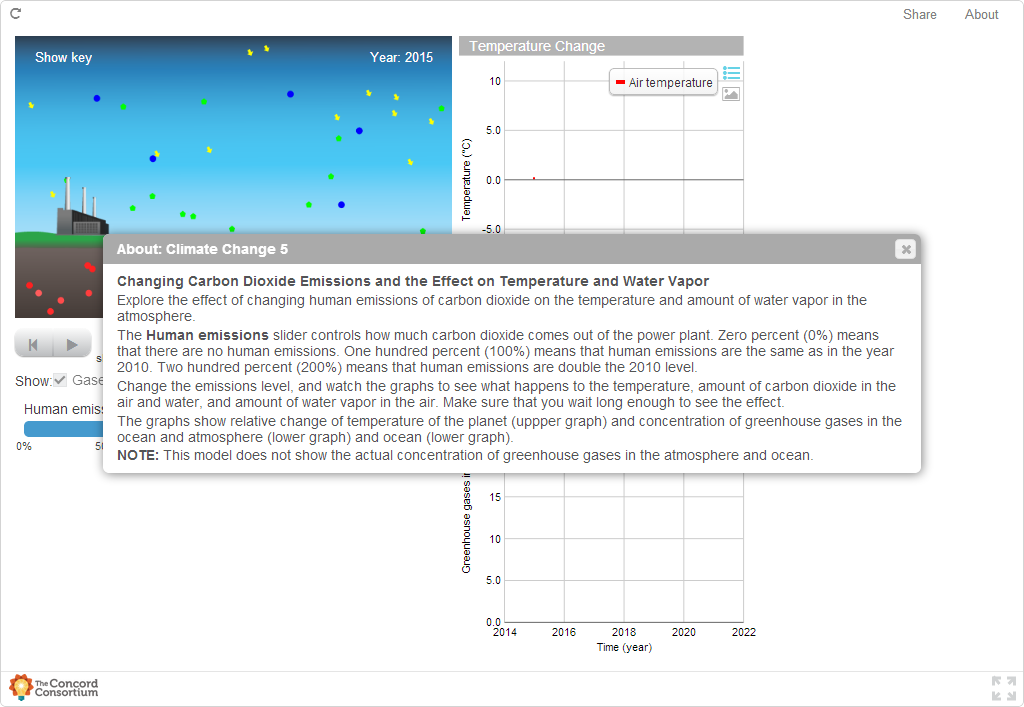 Share About
Show key Year: 2015
Temperature Change
Air temperature
10
5.0
0.0
-5.0
Temperature (°C)
About: Climate Change 5
Changing Carbon Dioxide Emissions and the Effect on Temperature and Water Vapor
Explore the effect of changing human emissions of carbon dioxide on the temperature and amount of water vapor in the
atmosphere.
The Human emissions slider controls how much carbon dioxide comes out of the power plant. Zero percent (0%) means
that there are no human emissions. One hundred percent (100%) means that human emissions are the same as in the year
2010. Two hundred percent (200%) means that human emissions are double the 2010 level.
Change the emissions level, and watch the graphs to see what happens to the temperature, amount of carbon dioxide in the
air and water, and amount of water vapor in the air. Make sure that you wait long enough to see the effect.
The graphs show relative change of temperature of the planet (uppper graph) and concentration of greenhouse gases in the
ocean and atmosphere (lower graph) and ocean (lower graph).
NOTE: This model does not show the actual concentration of greenhouse gases in the atmosphere and ocean.
Show: Gase
Human emiss
0%
Greenhouse gases in
15
10
5.0
0.0
2014 2016 2018 2020 2022
Time (year)
The Concord
Consortium